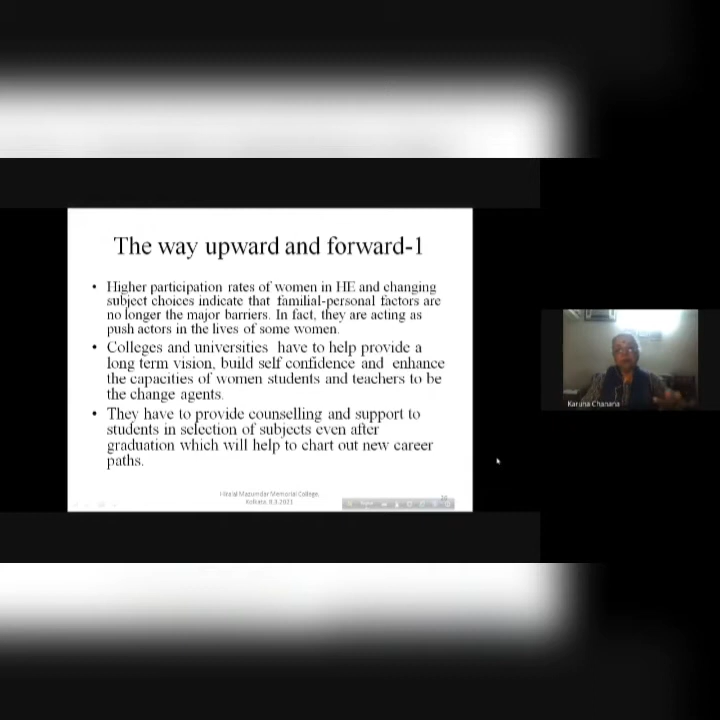 The way upward and forward-1
• Higher participation rates of women in HE and changing
subject choices indicate that familial-personal factors are
no longer the major barriers. In fact, they are acting as
push actors in the lives of some women.
• Colleges and universities have to help provide a
long term vision, build self confidence and enhance
the capacities of women students and teachers to be
the change agents.
• They have to provide counselling and support to
students in selection of subjects even after
graduation which will help to chart out new career
paths.
Hiralal Mazumdar Memorial College,
Kolkata. 8.3.2021
Karuna Chanana